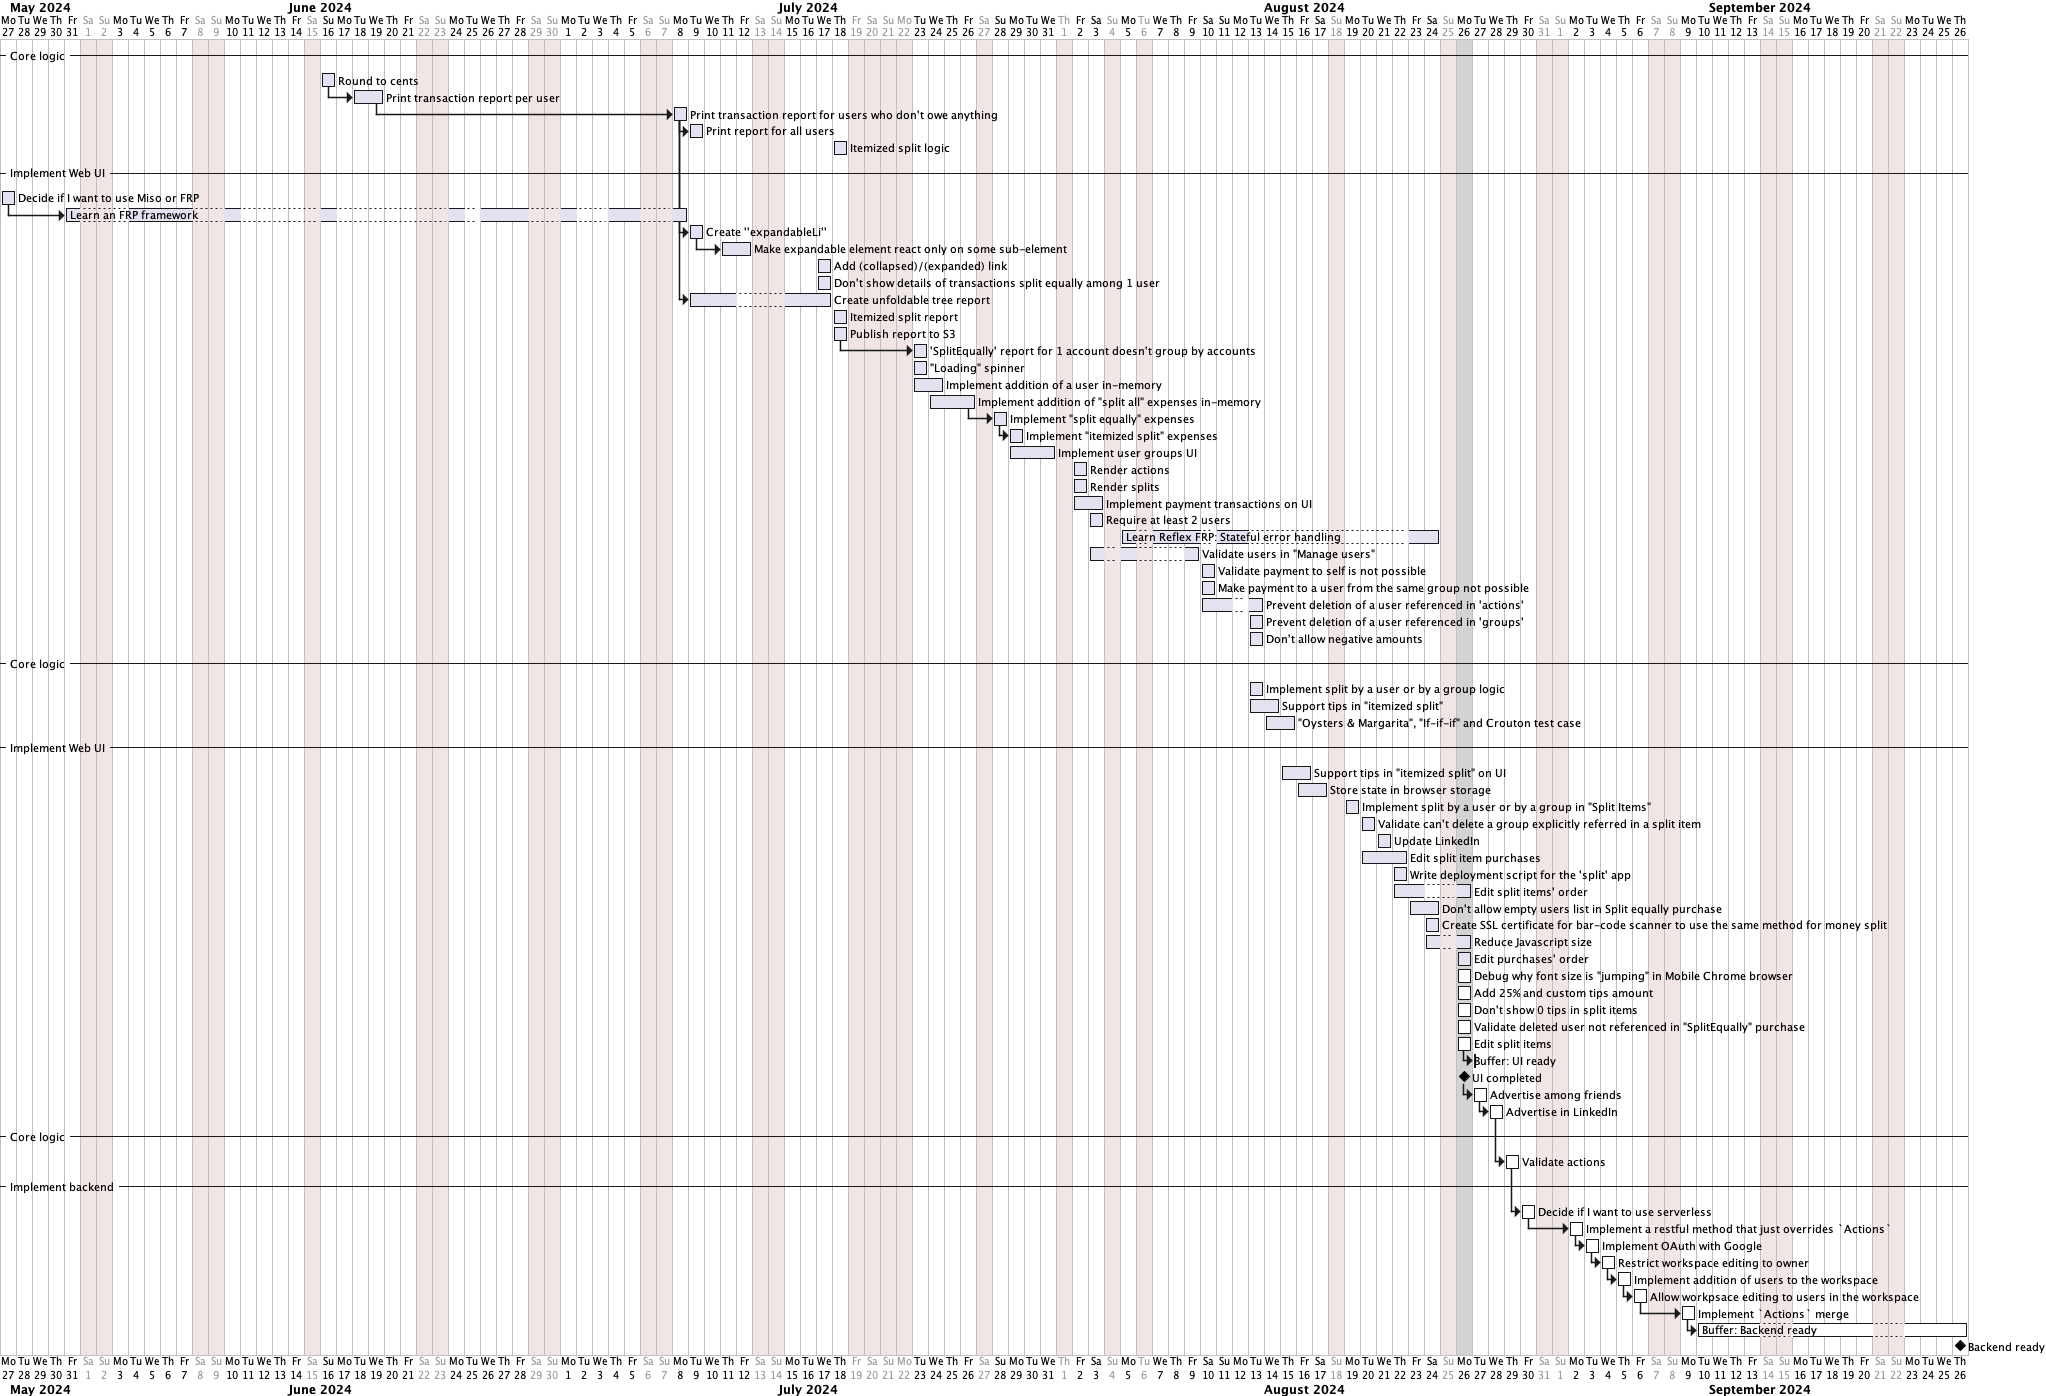 May 2024 June 2024 July 2024 August 2024 September 2024
Mo Tu We Th Fr Sa Su Mo Tu We Th Fr Sa Su Mo Tu We Th Fr Sa Su Mo Tu We Th Fr Sa Su Mo Tu We Th Fr Sa Su Mo Tu We Th Fr Sa Su Mo Tu We Th Fr Sa Su Mo Tu We Th Fr Sa Su Mo Tu We Th Fr Sa Su Mo Tu We Th Fr Sa Su Mo Tu We Th Fr Sa Su Mo Tu We Th Fr Sa Su Mo Tu We Th Fr Sa Su Mo Tu We Th Fr Sa Su Mo Tu We Th Fr Sa Su Mo Tu We Th Fr Sa Su Mo Tu We Th Fr Sa Su Mo Tu We Th
27 28 29 30 31 1 2 3 4 5 6 7 8 9 10 11 12 13 14 15 16 17 18 19 20 21 22 23 24 25 26 27 28 29 30 1 2 3 4 5 6 7 8 9 10 11 12 13 14 15 16 17 18 19 20 21 22 23 24 25 26 27 28 29 30 31 1 2 3 4 5 6 7 8 9 10 11 12 13 14 15 16 17 18 19 20 21 22 23 24 25 26 27 28 29 30 31 1 2 3 4 5 6 7 8 9 10 11 12 13 14 15 16 17 18 19 20 21 22 23 24 25 26
Core logic
Round to cents
Print transaction report per user
Print transaction report for users who don't owe anything
Print report for all users
Itemized split logic
Implement Web UI
Decide if I want to use Miso or FRP
Learn an FRP framework
Create "expandableLi"
Make expandable element react only on some sub-element
Add (collapsed)/(expanded) link
Don't show details of transactions split equally among 1 user
Create unfoldable tree report
Itemized split report
Publish report to S3
'SplitEqually' report for 1 account doesn't group by accounts
"Loading" spinner
Implement addition of a user in-memory
Implement addition of "split all" expenses in-memory
Implement "split equally" expenses
Implement "itemized split" expenses
Implement user groups UI
Render actions
Render splits
Implement payment transactions on UI
Require at least 2 users
Learn Reflex FRP: Stateful error handling
Validate users in "Manage users"
Validate payment to self is not possible
Make payment to a user from the same group not possible
Prevent deletion of a user referenced in 'actions'
Prevent deletion of a user referenced in 'groups'
Don't allow negative amounts
Core logic
Implement split by a user or by a group logic
Support tips in "itemized split"
"Oysters & Margarita", "If-if-if" and Crouton test case
Implement Web UI
Support tips in "itemized split" on UI
Store state in browser storage
Implement split by a user or by a group in "Split Items"
Validate can't delete a group explicitly referred in a split item
Update LinkedIn
Edit split item purchases
Write deployment script for the 'split' app
Edit split items' order
Don't allow empty users list in Split equally purchase
Create SSL certificate for bar-code scanner to use the same method for money split
Reduce Javascript size
Edit purchases' order
Debug why font size is "jumping" in Mobile Chrome browser
Add 25% and custom tips amount
Don't show 0 tips in split items
Validate deleted user not referenced in "SplitEqually" purchase
Edit split items
Buffer: UI ready
UI completed
Advertise among friends
Advertise in LinkedIn
Core logic
Validate actions
Implement backend
Decide if I want to use serverless
Implement a restful method that just overrides `Actions`
Implement OAuth with Google
Restrict workspace editing to owner
Implement addition of users to the workspace
Allow workpsace editing to users in the workspace
Implement `Actions` merge
Buffer: Backend ready
Backend ready
Mo Tu We Th Fr Sa Su Mo Tu We Th Fr Sa Su Mo Tu We Th Fr Sa Su Mo Tu We Th Fr Sa Su Mo Tu We Th Fr Sa Su Mo Tu We Th Fr Sa Su Mo Tu We Th Fr Sa Su Mo Tu We Th Fr Sa Su Mo Tu We Th Fr Sa Su Mo Tu We Th Fr Sa Su Mo Tu We Th Fr Sa Su Mo Tu We Th Fr Sa Su Mo Tu We Th Fr Sa Su Mo Tu We Th Fr Sa Su Mo Tu We Th Fr Sa Su Mo Tu We Th Fr Sa Su Mo Tu We Th Fr Sa Su Mo Tu We Th
27 28 29 30 31 1 2 3 4 5 6 7 8 9 10 11 12 13 14 15 16 17 18 19 20 21 22 23 24 25 26 27 28 29 30 1 2 3 4 5 6 7 8 9 10 11 12 13 14 15 16 17 18 19 20 21 22 23 24 25 26 27 28 29 30 31 1 2 3 4 5 6 7 8 9 10 11 12 13 14 15 16 17 18 19 20 21 22 23 24 25 26 27 28 29 30 31 1 2 3 4 5 6 7 8 9 10 11 12 13 14 15 16 17 18 19 20 21 22 23 24 25 26
May 2024 June 2024 July 2024 August 2024 September 2024